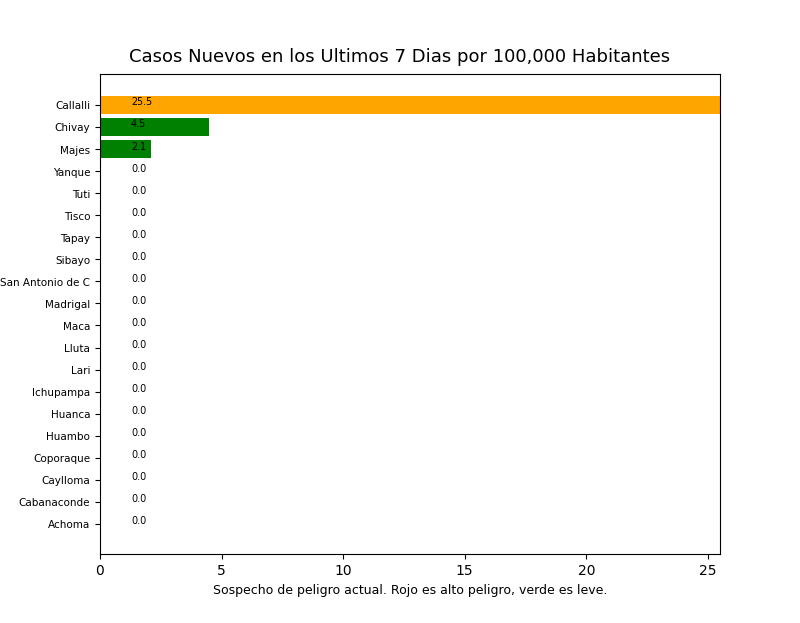 Casos Nuevos en los Ultimos 7 Dias por 100,000 Habitantes
Callalli 25.5
Chivay 4.5
Majes 2.1
Yanque 0.0
Tuti 0.0
Tisco 0.0
Tapay 0.0
Sibayo 0.0
San Antonio de C 0.0
Madrigal 0.0
Maca 0.0
Lluta 0.0
Lari 0.0
Ichupampa 0.0
Huanca 0.0
Huambo 0.0
Coporaque 0.0
Caylloma 0.0
Cabanaconde 0.0
Achoma 0.0
0 5 10 15 20 25
Sospecho de peligro actual. Rojo es alto peligro, verde es leve.